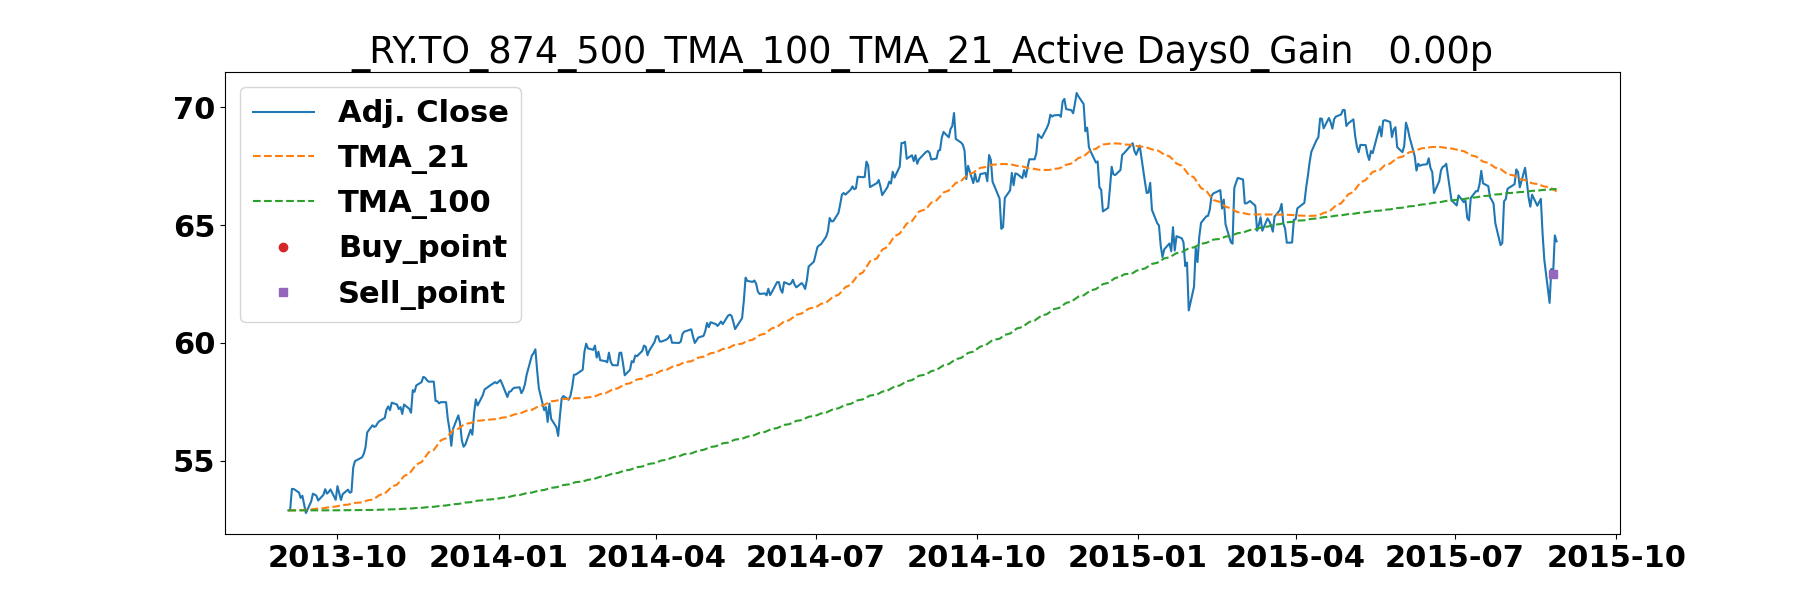 _RY.TO_874_500_TMA_100_TMA_21_Active Days0_Gain   0.00p
70
65
60
55
Adj. Close
TMA_21
TMA_100
Buy_point
Sell_point
2013-10 2014-01 2014-04 2014-07 2014-10 2015-01 2015-04 2015-07 2015-10